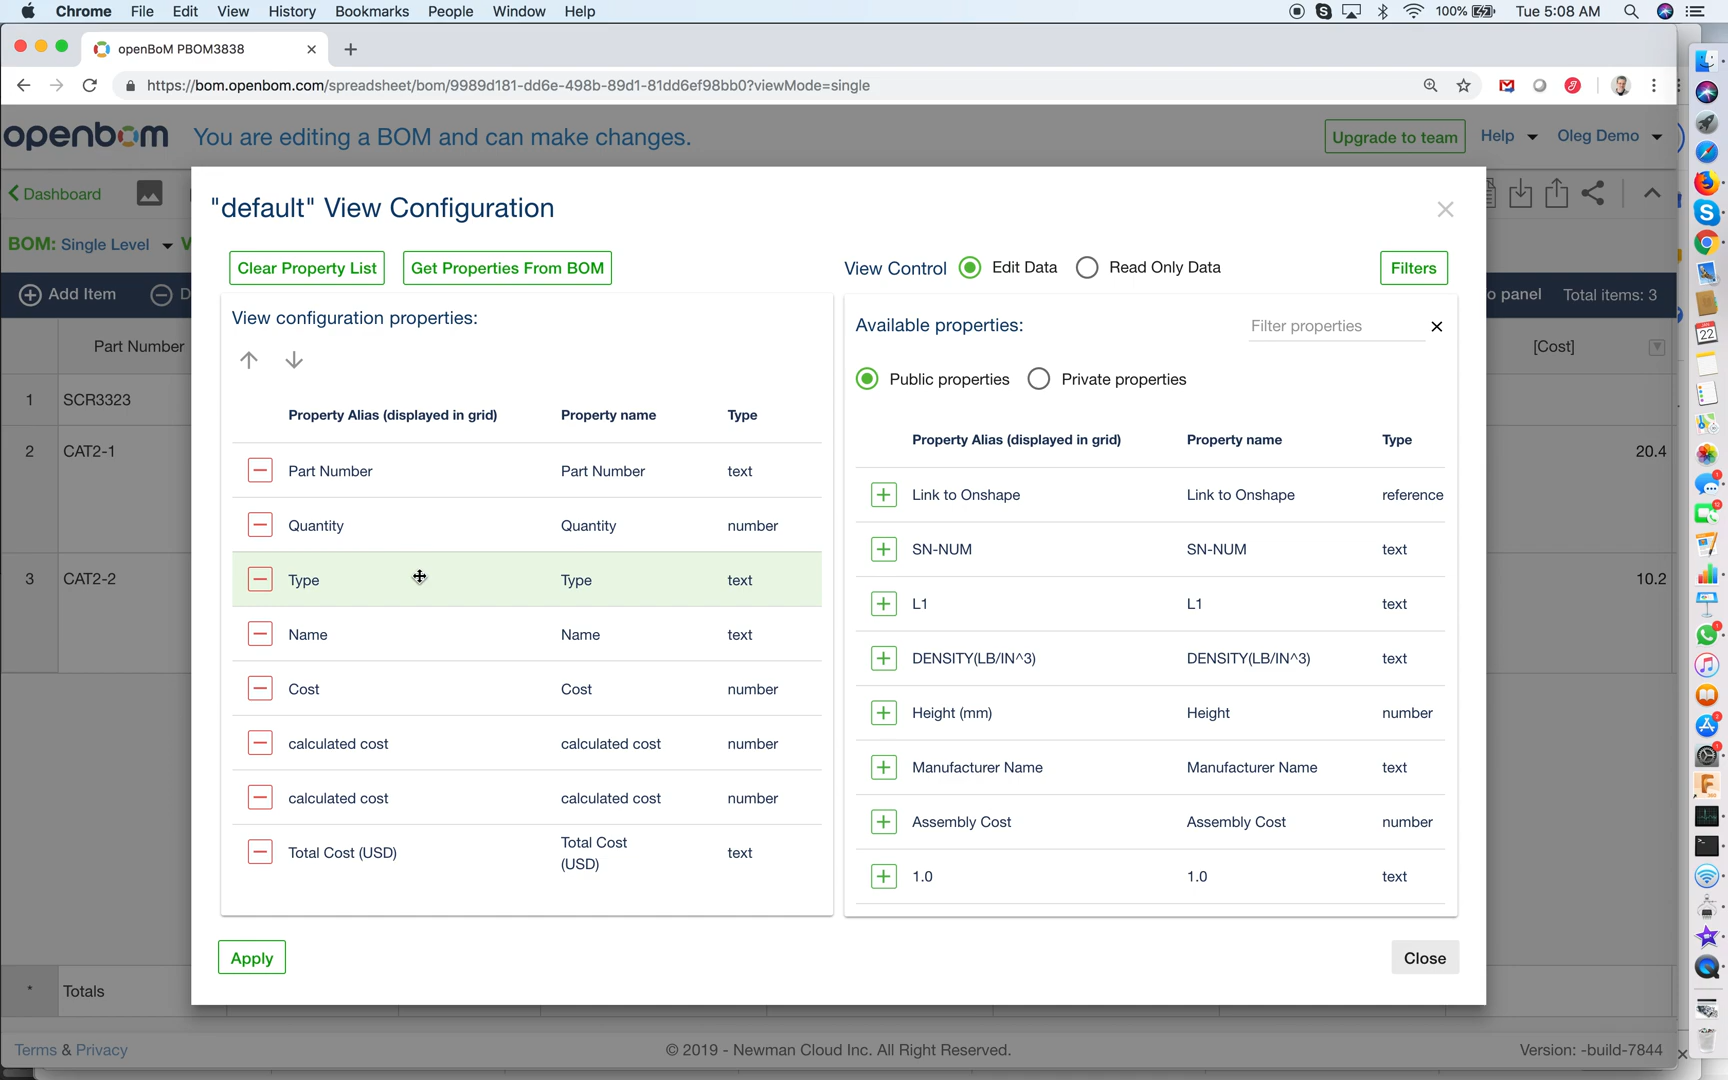 Chrome File Edit View History Bookmarks People Window Help 100% Tue 5:08 AM
openBoM PBOM3838
https://bom.openbom.com/spreadsheet/bom/9989d181-dd6e-498b-89d1-81dd6ef98bb0?viewMode=single
openbom You are editing a BOM and can make changes. Upgrade to team Help Oleg Demo
Dashboard
"default" View Configuration
BOM: Single Level V
Clear Property List Get Properties From BOM View Control Edit Data Read Only Data Filters
Add Item D o panel Total items: 3
View configuration properties: Available properties: Filter properties
Part Number [Cost]
Public properties Private properties
Property Alias (displayed in grid) Property name Type
Property Alias (displayed in grid) Property name Type
1 SCR3323
2 CAT2-1 20.4
3 CAT2-2 10.2
Part Number Part Number text
Quantity Quantity number
Type Type text
Name Name text
Cost Cost number
calculated cost calculated cost number
calculated cost calculated cost number
Total Cost (USD) Total Cost (USD) text
Link to Onshape Link to Onshape reference
SN-NUM SN-NUM text
L1 L1 text
DENSITY(LB/IN^3) DENSITY(LB/IN^3) text
Height (mm) Height number
Manufacturer Name Manufacturer Name text
Assembly Cost Assembly Cost number
1.0 1.0 text
Apply Close
* Totals
Terms & Privacy © 2019 - Newman Cloud Inc. All Right Reserved. Version: -build-7844